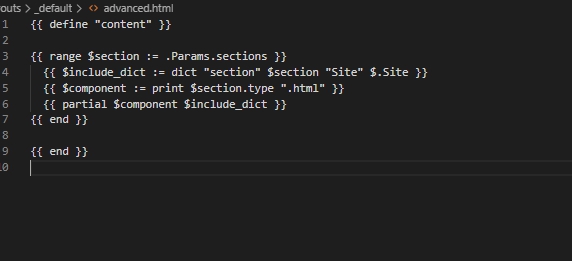 outs > _default > <> advanced.html
1 {{ define "content" }}
2
3 {{ range $section := .Params.sections }}
4 {{ $include_dict := dict "section" $section "Site" $.Site }}
5 {{ $component := print $section.type ".html" }}
6 {{ partial $component $include_dict }}
7 {{ end }}
8
9 {{ end }}
10